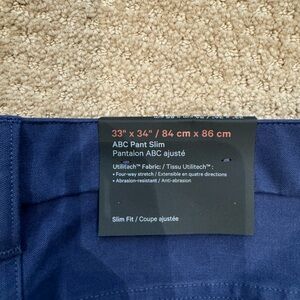 33" x 34" / 84 cm x 86 cm
ABC Pant Slim
Pantalon ABC ajusté
Utilitech™ Fabric: / Tissu Utilitech™ :
• Four-way stretch / Extensible en quatre directions
• Abrasion-resistant / Anti-abrasion
Slim Fit / Coupe ajustée